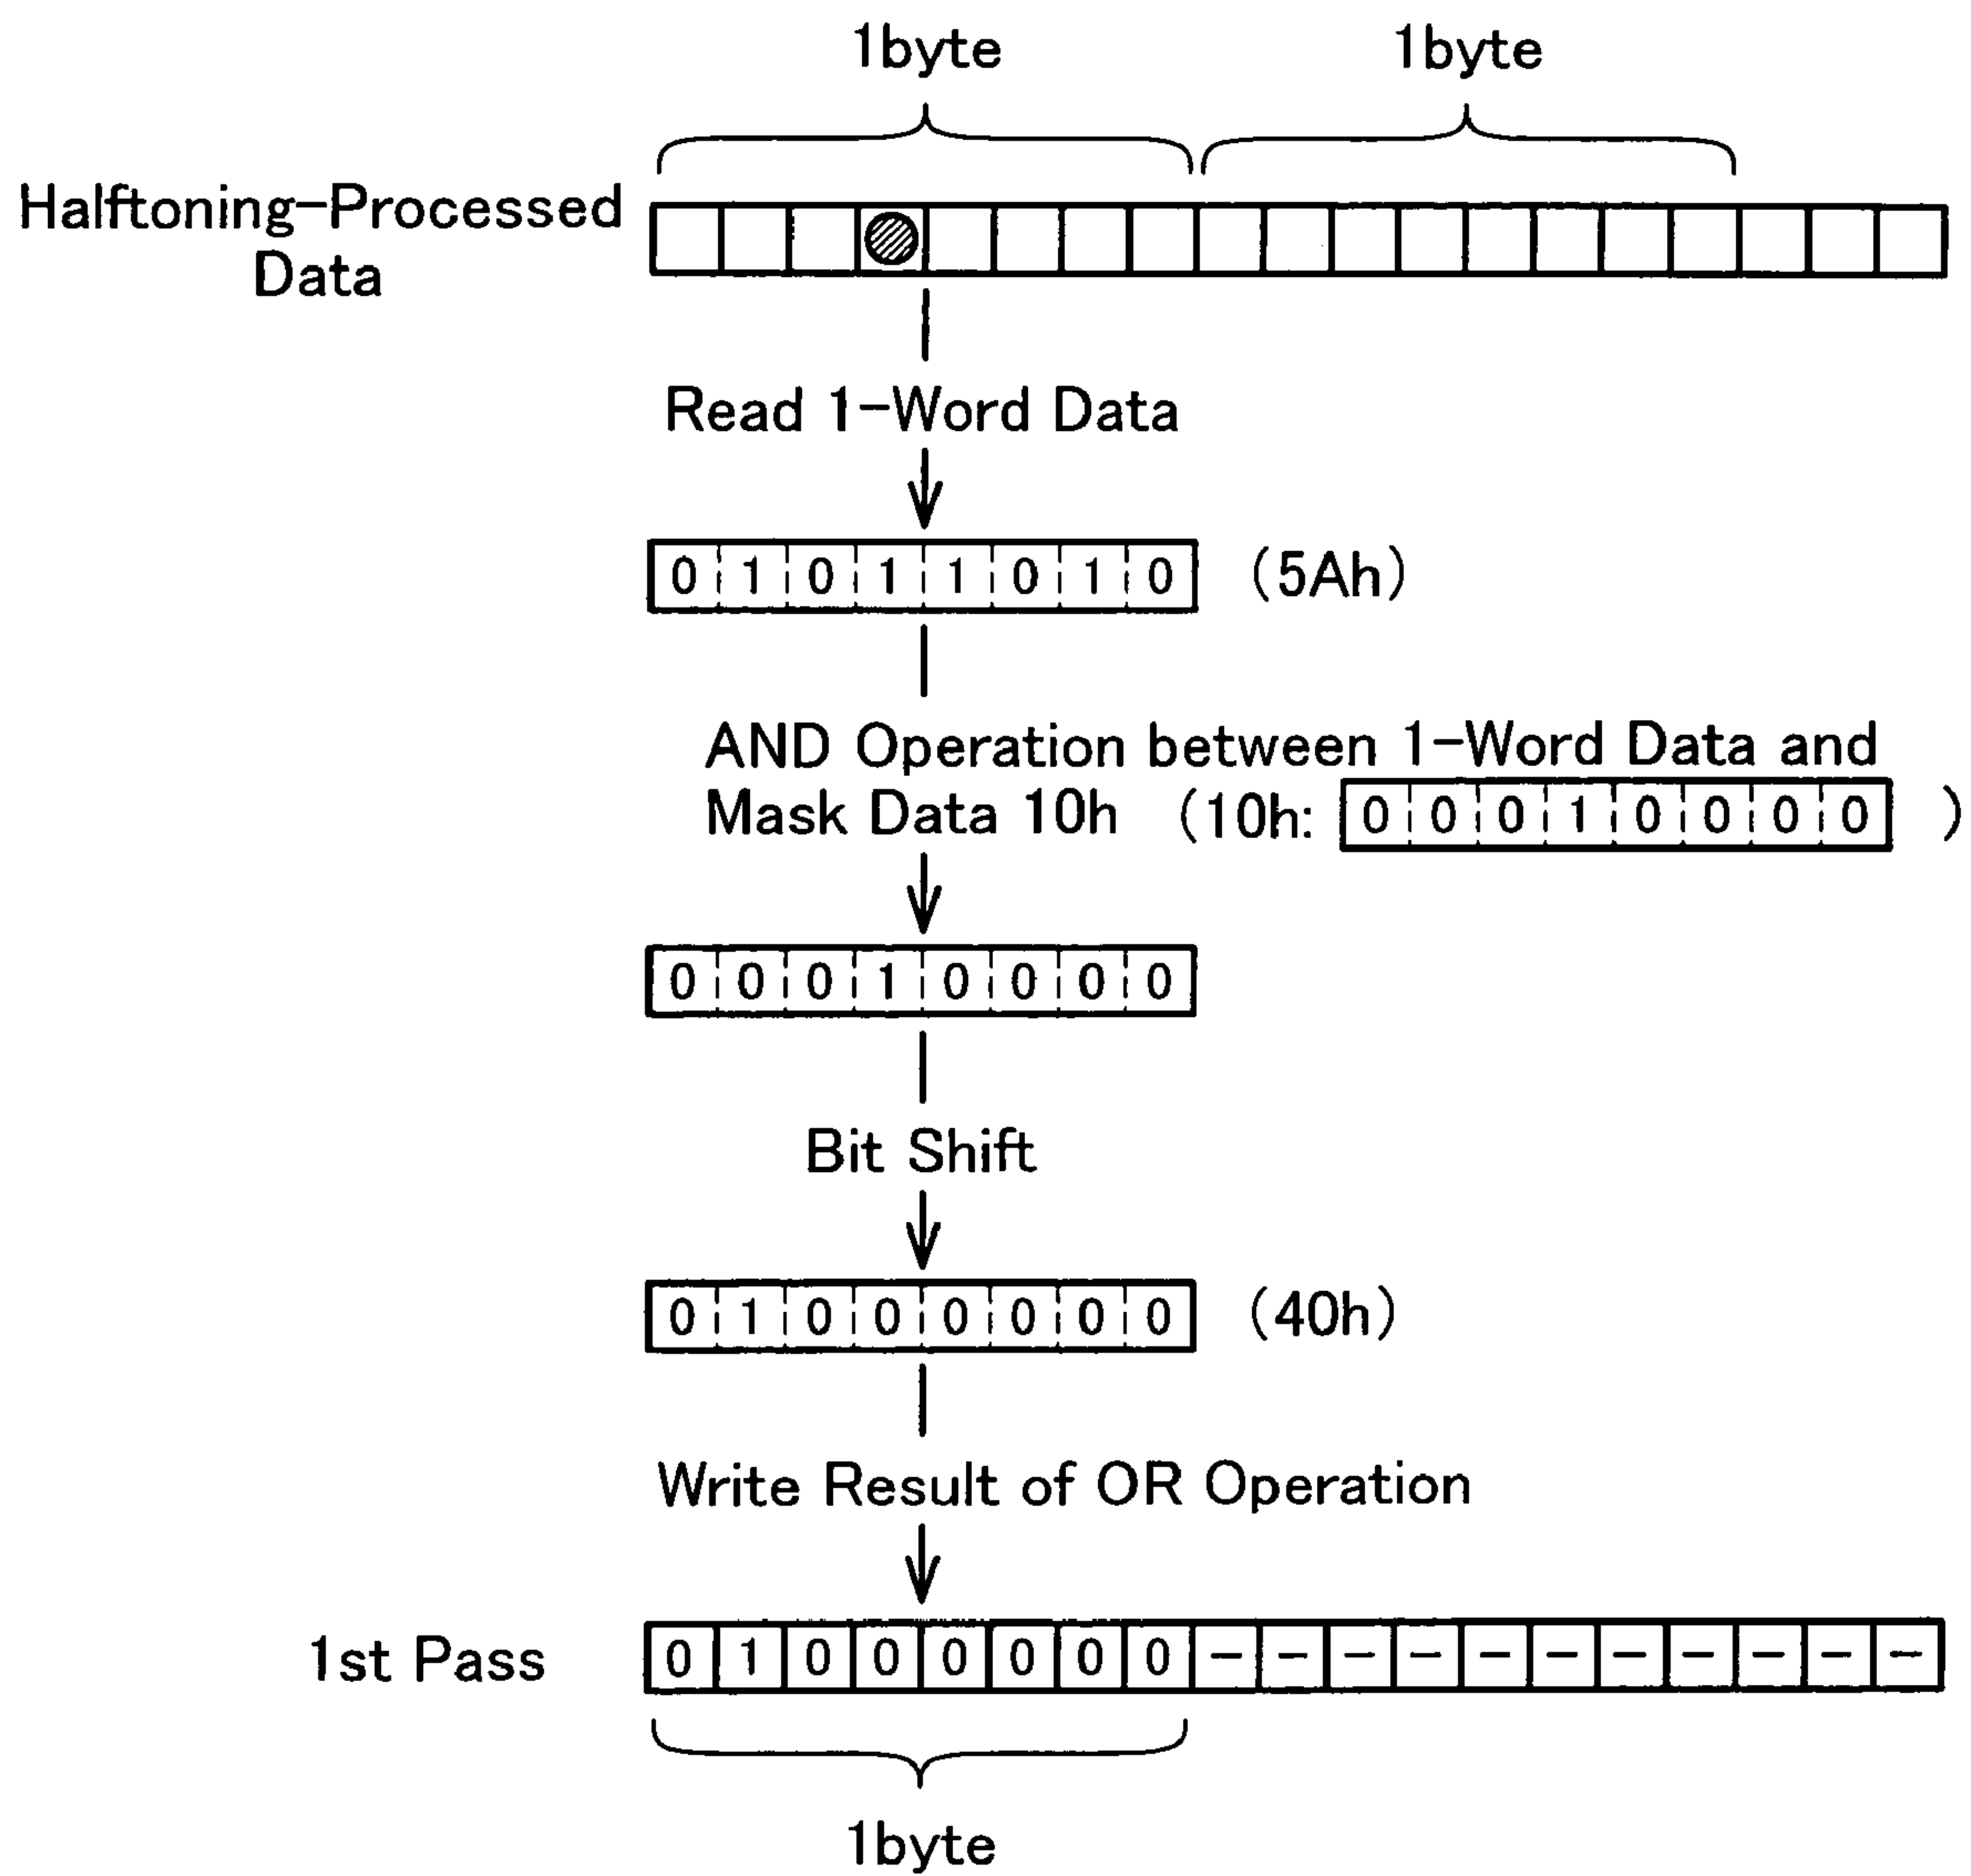 1byte 1byte
Halftoning-Processed
Data
Read 1-Word Data
0 1 0 1 1 0 1 0 (5Ah)
AND Operation between 1-Word Data and
Mask Data 10h (10h: 0 0 0 1 0 0 0 0 )
0 0 0 1 0 0 0 0
Bit Shift
0 1 0 0 0 0 0 0 (40h)
Write Result of OR Operation
1st Pass 0 1 0 0 0 0 0 0 - - - - - - - - - - -
1byte